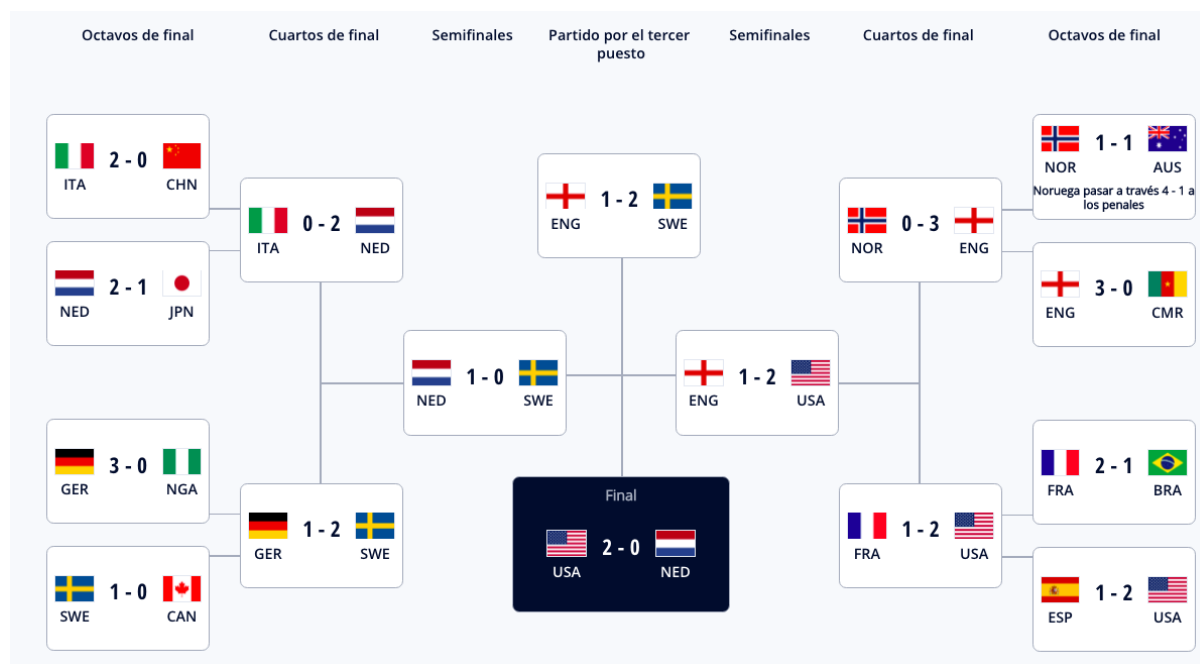 Octavos de final
Cuartos de final
Semifinales
Partido por el tercer
puesto
Semifinales
Cuartos de final
Octavos de final
2 - 0
ITA CHN
2 - 1
NED JPN
3 - 0
GER NGA
1 - 0
SWE CAN
0 - 2
ITA NED
1 - 2
GER SWE
1 - 0
NED SWE
1 - 2
ENG SWE
Final
2 - 0
USA NED
1 - 2
ENG USA
0 - 3
NOR ENG
1 - 2
FRA USA
1 - 1
NOR AUS
Noruega pasar a través 4 - 1 a
los penales
3 - 0
ENG CMR
2 - 1
FRA BRA
1 - 2
ESP USA